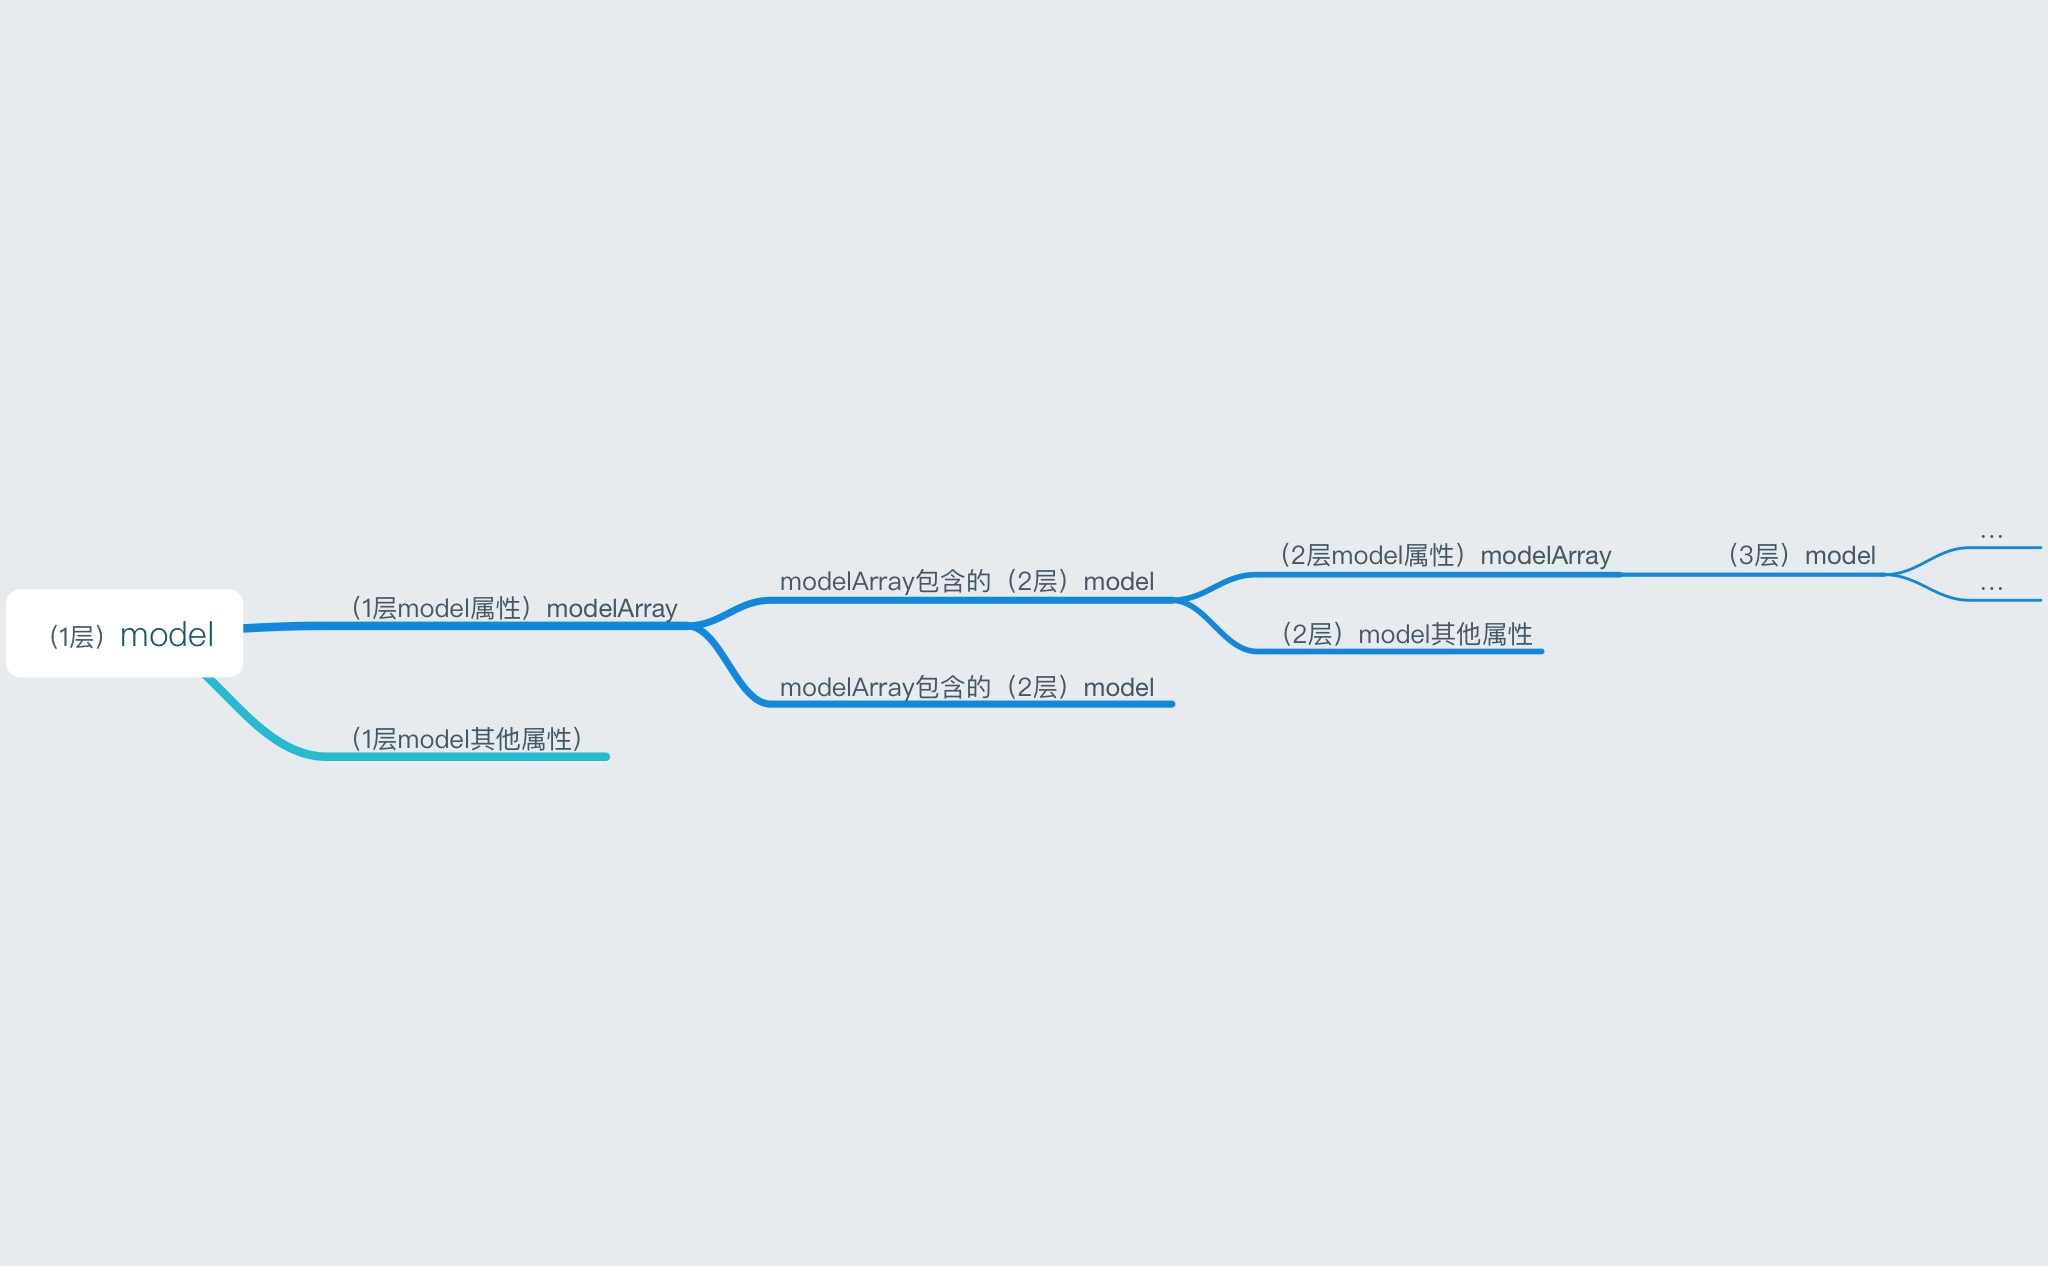 （1层）model
（1层model属性）modelArray
modelArray包含的（2层）model
（2层model属性）modelArray
（3层）model
...
...
（2层）model其他属性
modelArray包含的（2层）model
（1层model其他属性）